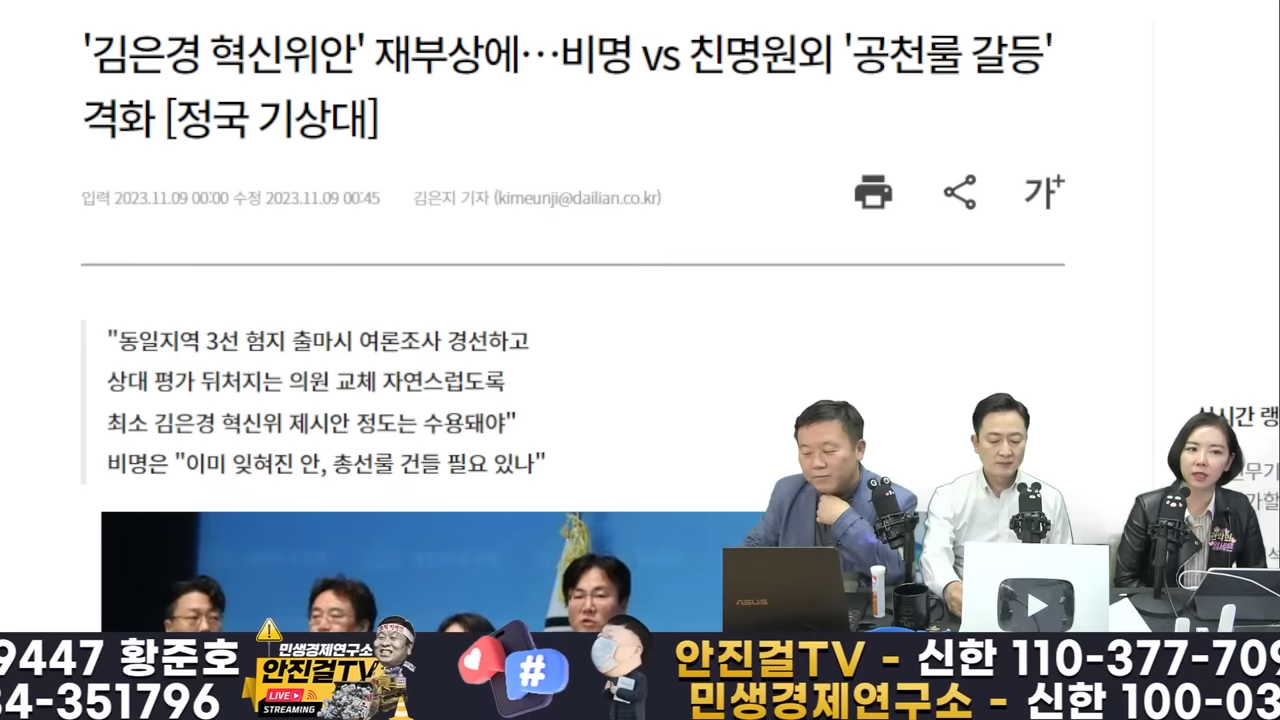 '김은경 혁신위안' 재부상에…비명 vs 친명원외 '공천룰 갈등'
격화 [정국 기상대]
입력 2023.11.09 00:00 수정 2023.11.09 00:45 김은지 기자 (kimeunji@dailian.co.kr)
가+
"동일지역 3선 험지 출마시 여론조사 경선하고
상대 평가 뒤처지는 의원 교체 자연스럽도록
최소 김은경 혁신위 제시안 정도는 수용돼야"
비명은 "이미 잊혀진 안, 총선룰 건들 필요 있나"
ASUS
9447 황준호
34-351796
민생경제연구소
안진걸TV
LIVE
STREAMING
#
안진걸TV - 신한 110-377-709
민생경제연구소 - 신한 100-03